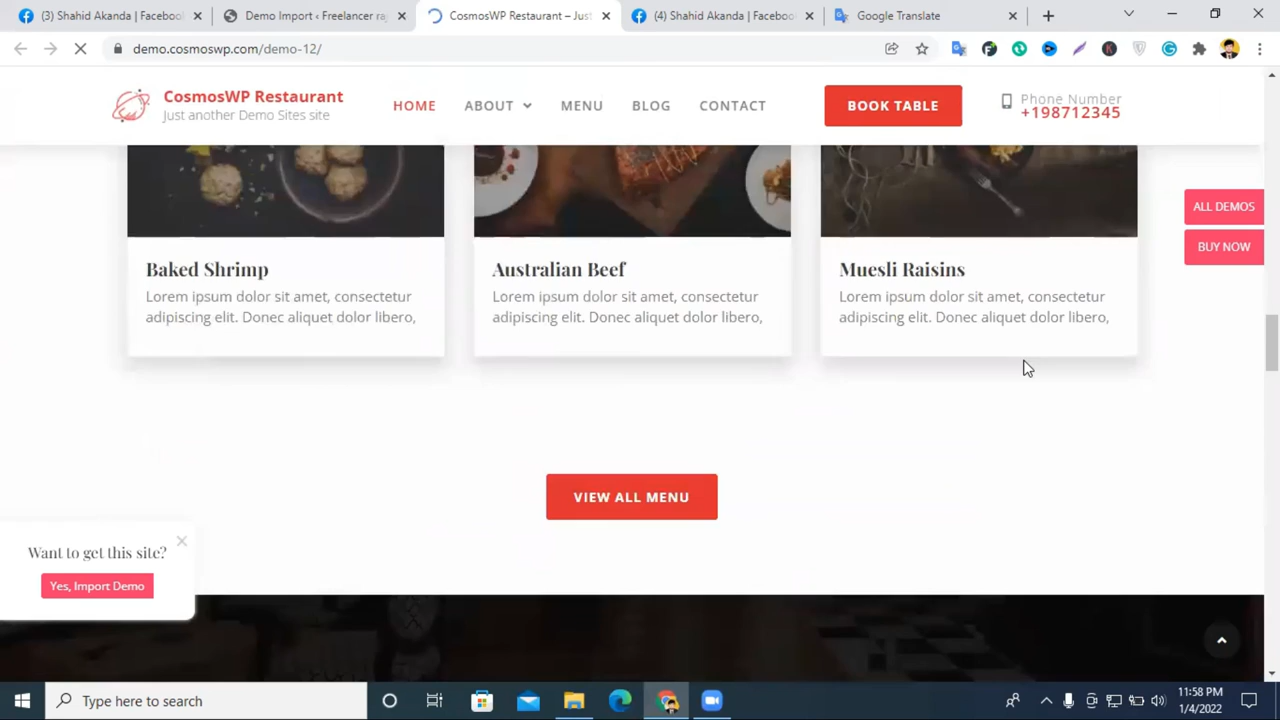 (3) Shahid Akanda | Facebook
Demo Import ‹ Freelancer ra
CosmosWP Restaurant – Just
(4) Shahid Akanda | Facebook
Google Translate
demo.cosmoswp.com/demo-12/
CosmosWP Restaurant
Just another Demo Sites site
HOME
ABOUT
MENU
BLOG
CONTACT
BOOK TABLE
Phone Number
+198712345
ALL DEMOS
BUY NOW
Baked Shrimp
Lorem ipsum dolor sit amet, consectetur
adipiscing elit. Donec aliquet dolor libero,
Australian Beef
Lorem ipsum dolor sit amet, consectetur
adipiscing elit. Donec aliquet dolor libero,
Muesli Raisins
Lorem ipsum dolor sit amet, consectetur
adipiscing elit. Donec aliquet dolor libero,
VIEW ALL MENU
Want to get this site?
Yes, Import Demo
Type here to search
11:58 PM
1/4/2022